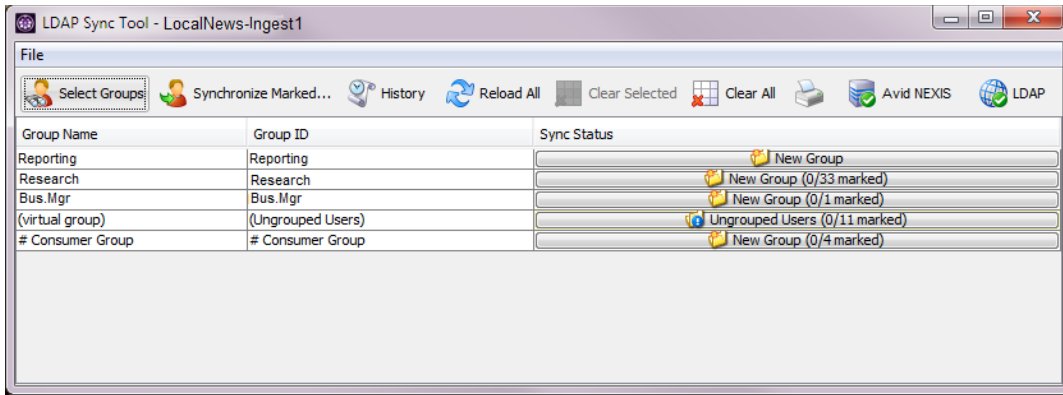 LDAP Sync Tool - LocalNews-Ingest1
File
Select Groups Synchronize Marked... History Reload All Clear Selected Clear All Avid NEXIS LDAP
Group Name Group ID Sync Status
Reporting Reporting New Group
Research Research New Group (0/33 marked)
Bus.Mgr Bus.Mgr New Group (0/1 marked)
(virtual group) (Ungrouped Users) Ungrouped Users (0/11 marked)
# Consumer Group # Consumer Group New Group (0/4 marked)